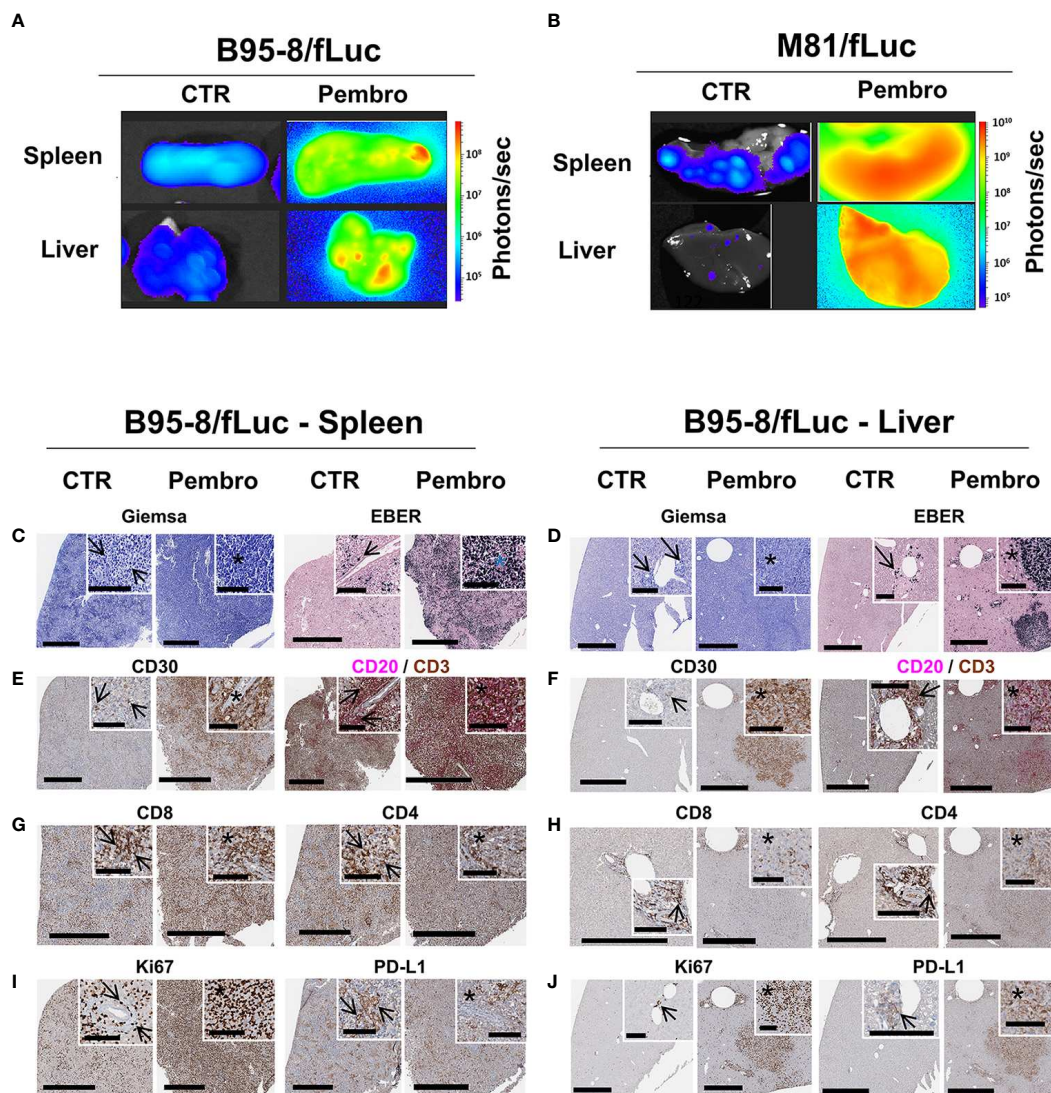 A
B95-8/fLuc
CTR Pembro
Spleen
Liver
10⁸
10⁷
10⁶
10⁵
Photons/sec
B
M81/fLuc
CTR Pembro
Spleen
Liver
10¹⁰
10⁹
10⁸
10⁷
10⁶
10⁵
Photons/sec
B95-8/fLuc - Spleen
CTR Pembro CTR Pembro
C Giemsa EBER
E CD30 CD20 / CD3
G CD8 CD4
I Ki67 PD-L1
B95-8/fLuc - Liver
CTR Pembro CTR Pembro
D Giemsa EBER
F CD30 CD20 / CD3
H CD8 CD4
J Ki67 PD-L1